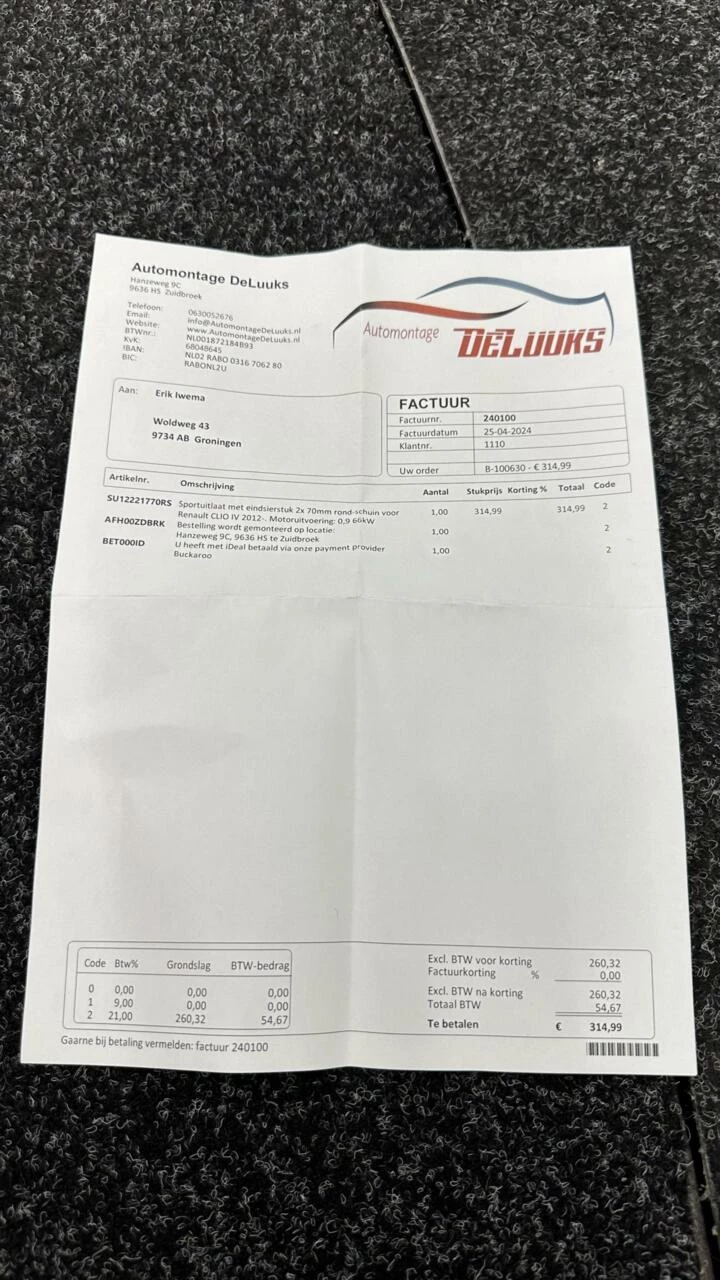 Automontage DeLuuks
Hanzeweg 9C
9636 HS Zuidbroek
Telefoon: 0630052676
Email: info@AutomontageDeLuuks.nl
Website: www.AutomontageDeLuuks.nl
BTWnr.: NL001872184B93
KvK: 68048645
IBAN: NL02 RABO 0316 7062 80
BIC: RABONL2U
Automontage DELUUKS
Aan: Erik Iwema
Woldweg 43
9734 AB Groningen
FACTUUR
Factuurnr. 240100
Factuurdatum 25-04-2024
Klantnr. 1110
Uw order B-100630 - € 314,99
Artikelnr. Omschrijving Aantal Stukprijs Korting % Totaal Code
SU12221770RS Sportuitlaat met eindsierstuk 2x 70mm rond-schuin voor 1,00 314,99 314,99 2
Renault CLIO IV 2012-. Motoruitvoering: 0,9 66kW
AFH00ZDBRK Bestelling wordt gemonteerd op locatie: 1,00 2
Hanzeweg 9C, 9636 HS te Zuidbroek
BET000ID U heeft met iDeal betaald via onze payment provider 1,00 2
Buckaroo
Code Btw% Grondslag BTW-bedrag
0 0,00 0,00 0,00
1 9,00 0,00 0,00
2 21,00 260,32 54,67
Excl. BTW voor korting 260,32
Factuurkorting % 0,00
Excl. BTW na korting 260,32
Totaal BTW 54,67
Te betalen € 314,99
Gaarne bij betaling vermelden: factuur 240100